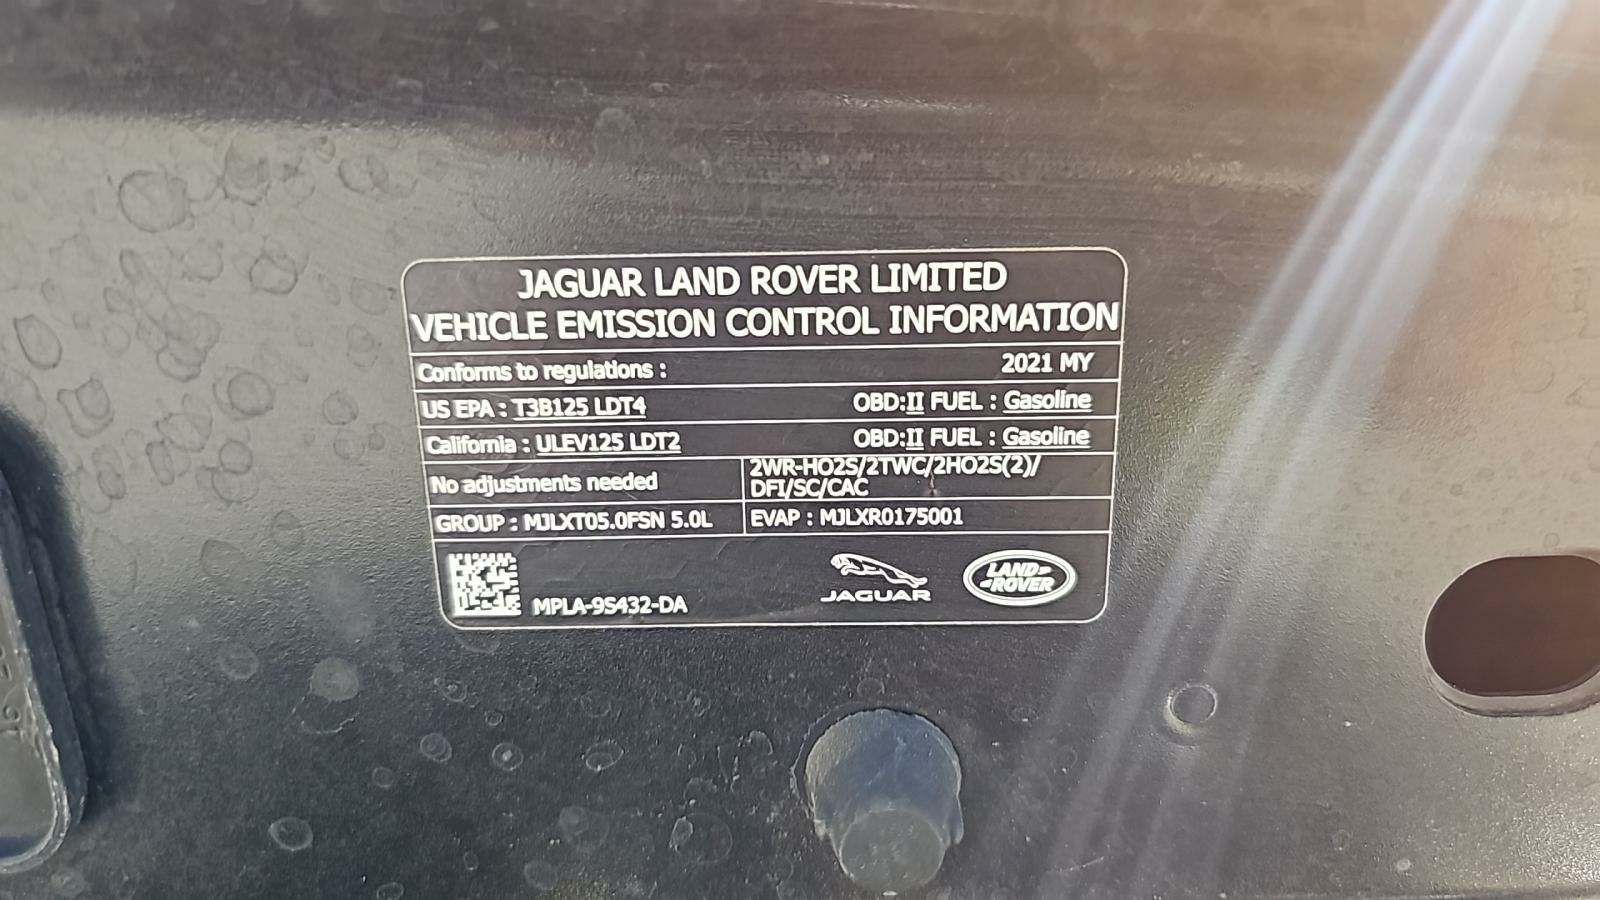 JAGUAR LAND ROVER LIMITED
VEHICLE EMISSION CONTROL INFORMATION
Conforms to regulations : 2021 MY
US EPA : T3B125 LDT4 OBD:II FUEL : Gasoline
California : ULEV125 LDT2 OBD:II FUEL : Gasoline
No adjustments needed
2WR-HO2S/2TWC/2HO2S(2)/
DFI/SC/CAC
GROUP : MJLXT05.0FSN 5.0L EVAP : MJLXR0175001
MPLA-9S432-DA
JAGUAR
LAND
ROVER